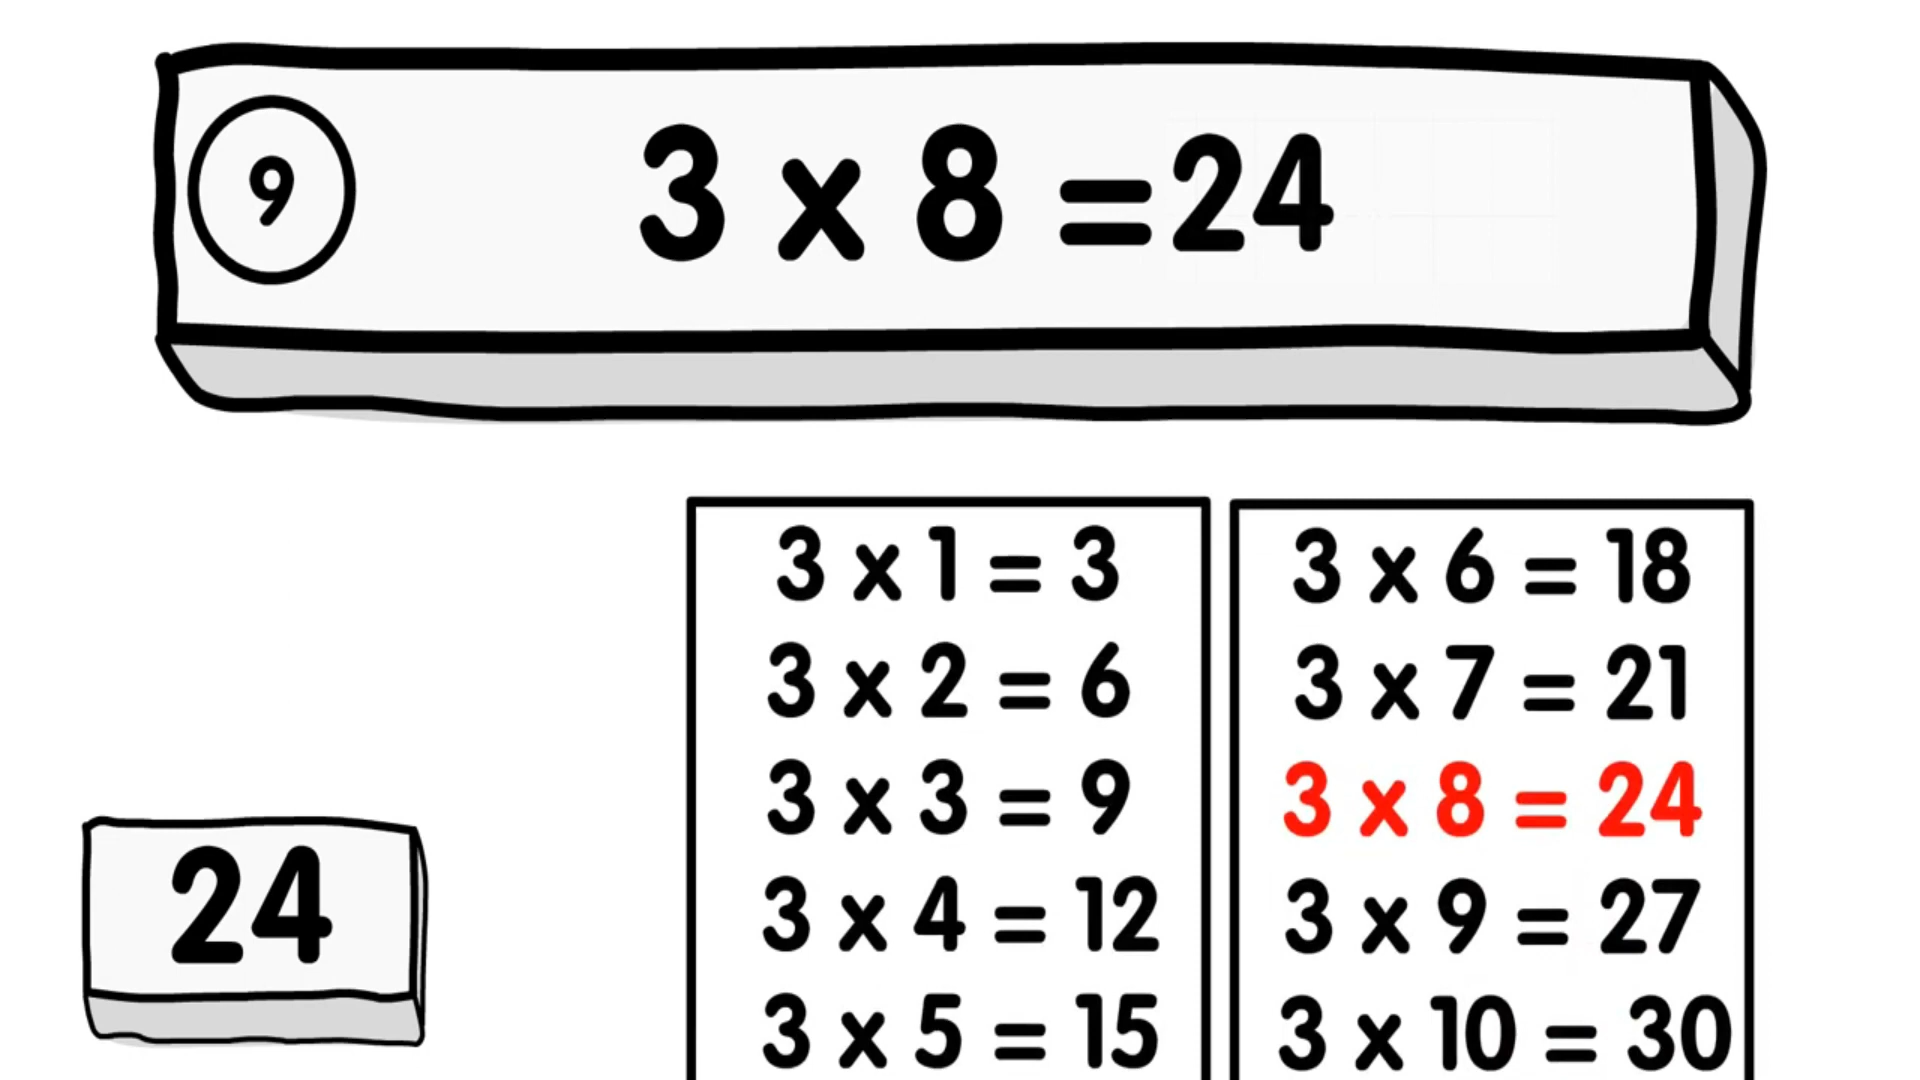 9
3 x 8 =24
3 x 1 = 3
3 x 2 = 6
3 x 3 = 9
3 x 4 = 12
3 x 5 = 15
3 x 6 = 18
3 x 7 = 21
3 x 8 = 24
3 x 9 = 27
3 x 10 = 30
24